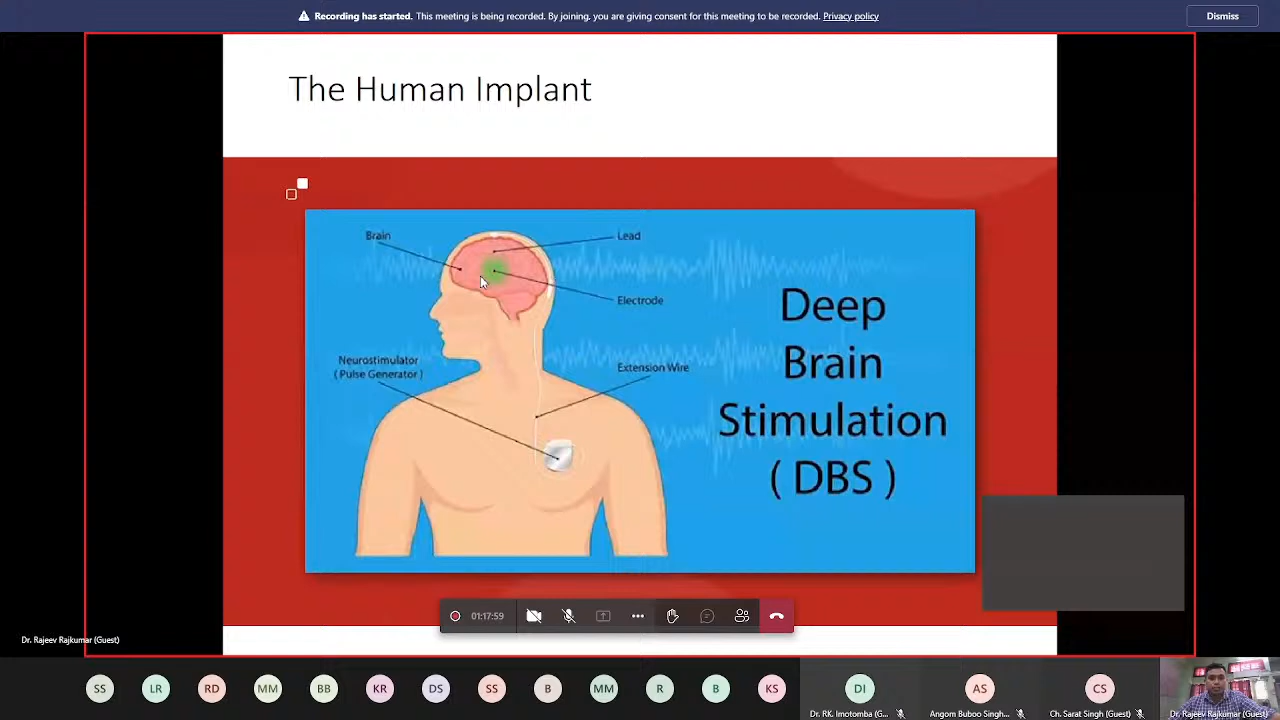 Recording has started. This meeting is being recorded. By joining, you are giving consent for this meeting to be recorded. Privacy policy
Dismiss
The Human Implant
Brain
Lead
Electrode
Neurostimulator
( Pulse Generator )
Extension Wire
Deep
Brain
Stimulation
( DBS )
01:17:59
Dr. Rajeev Rajkumar (Guest)
SS
LR
RD
MM
BB
KR
DS
SS
B
MM
R
B
KS
DI
AS
CS
Dr. RK. Imotomba (G...
Angom Buboo Singh...
Ch. Sarat Singh (Guest)
Dr. Rajeev Rajkumar (Guest)